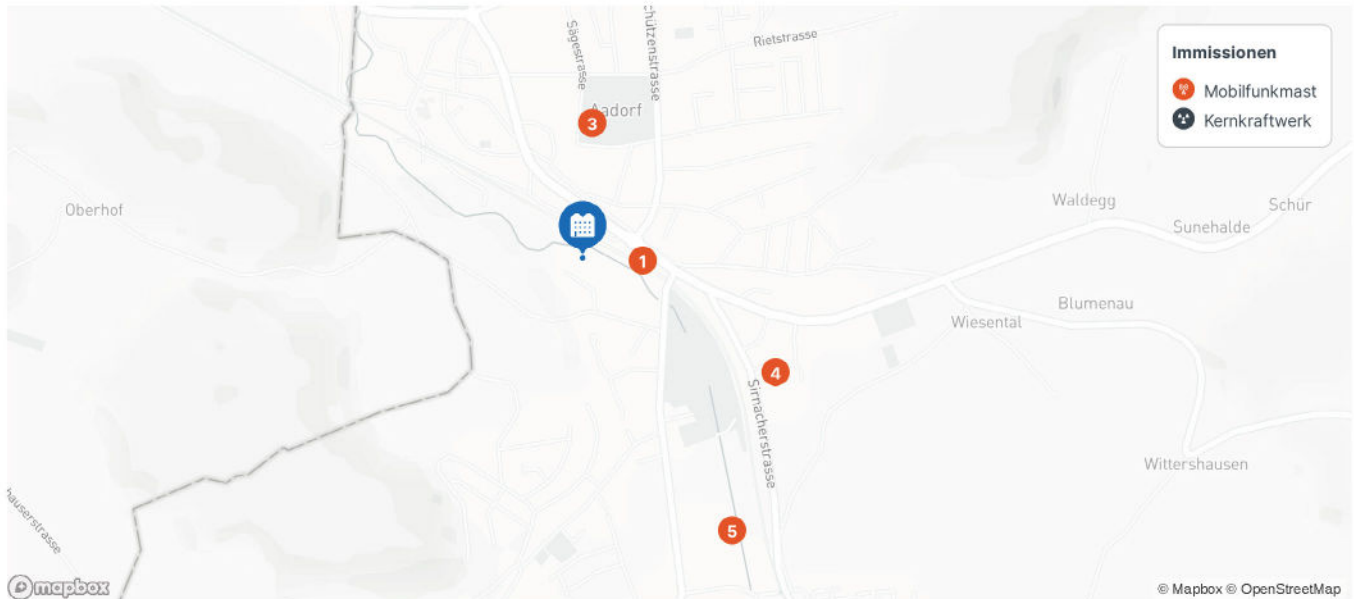 Sägestrasse
chützenstrasse
Rietstrasse
Immissionen
Mobilfunkmast
Kernkraftwerk
Aadorf
3
Oberhof
Waldegg
Schür
Sunehalde
1
Blumenau
Wiesental
4
Sirnacherstrasse
Wittershausen
hauserstrasse
5
mapbox
© Mapbox © OpenStreetMap